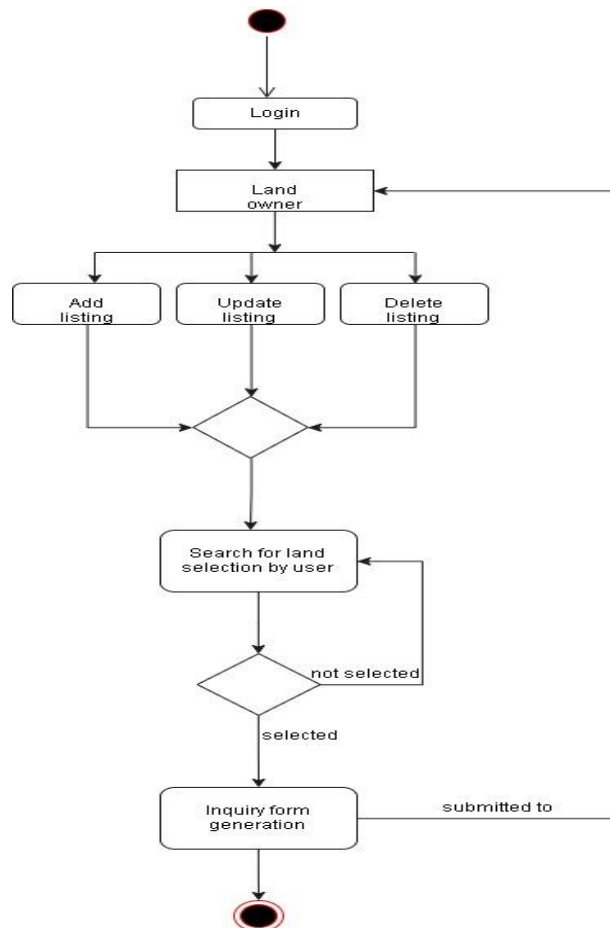 Login
Land
owner
Add
listing
Update
listing
Delete
listing
Search for land
selection by user
not selected
selected
Inquiry form
generation
submitted to